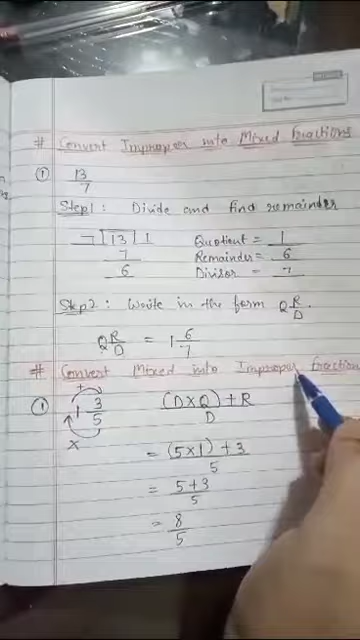 # Convert Improper into Mixed Fractions
① 13/7
Step1 : Divide and find remainder
7 | 13 | 1
7
6
Quotient = 1
Remainder = 6
Divisor = 7
Step2 : Write in the form Q R/D.
Q R/D = 1 6/7
# Convert Mixed into Improper fraction
① 1 3/5
+
×
(D×Q)+R / D
= (5×1)+3 / 5
= 5+3 / 5
= 8/5